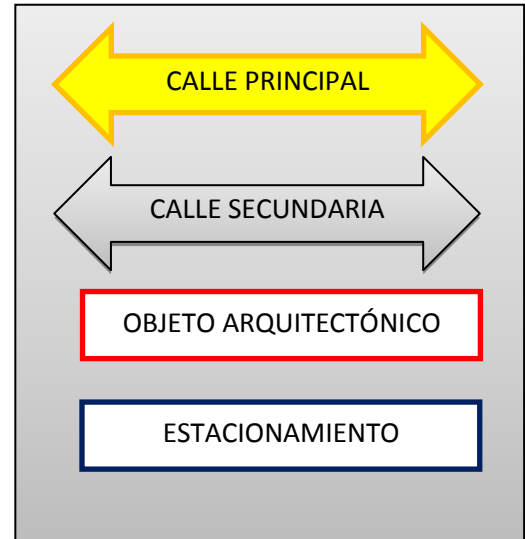 CALLE PRINCIPAL
CALLE SECUNDARIA
OBJETO ARQUITECTÓNICO
ESTACIONAMIENTO